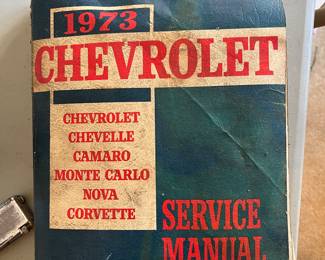 1973
CHEVROLET
CHEVROLET
CHEVELLE
CAMARO
MONTE CARLO
NOVA
CORVETTE
SERVICE
MANUAL